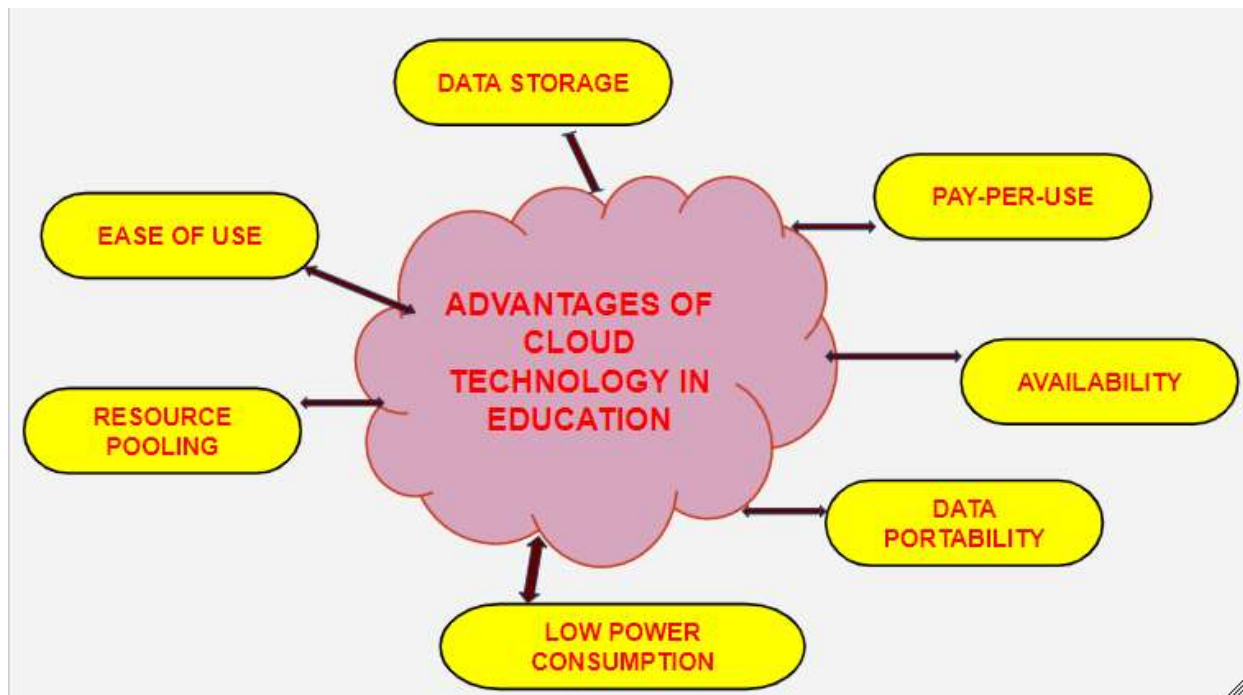 DATA STORAGE
PAY-PER-USE
EASE OF USE
ADVANTAGES OF
CLOUD
TECHNOLOGY IN
EDUCATION
AVAILABILITY
RESOURCE
POOLING
DATA
PORTABILITY
LOW POWER
CONSUMPTION